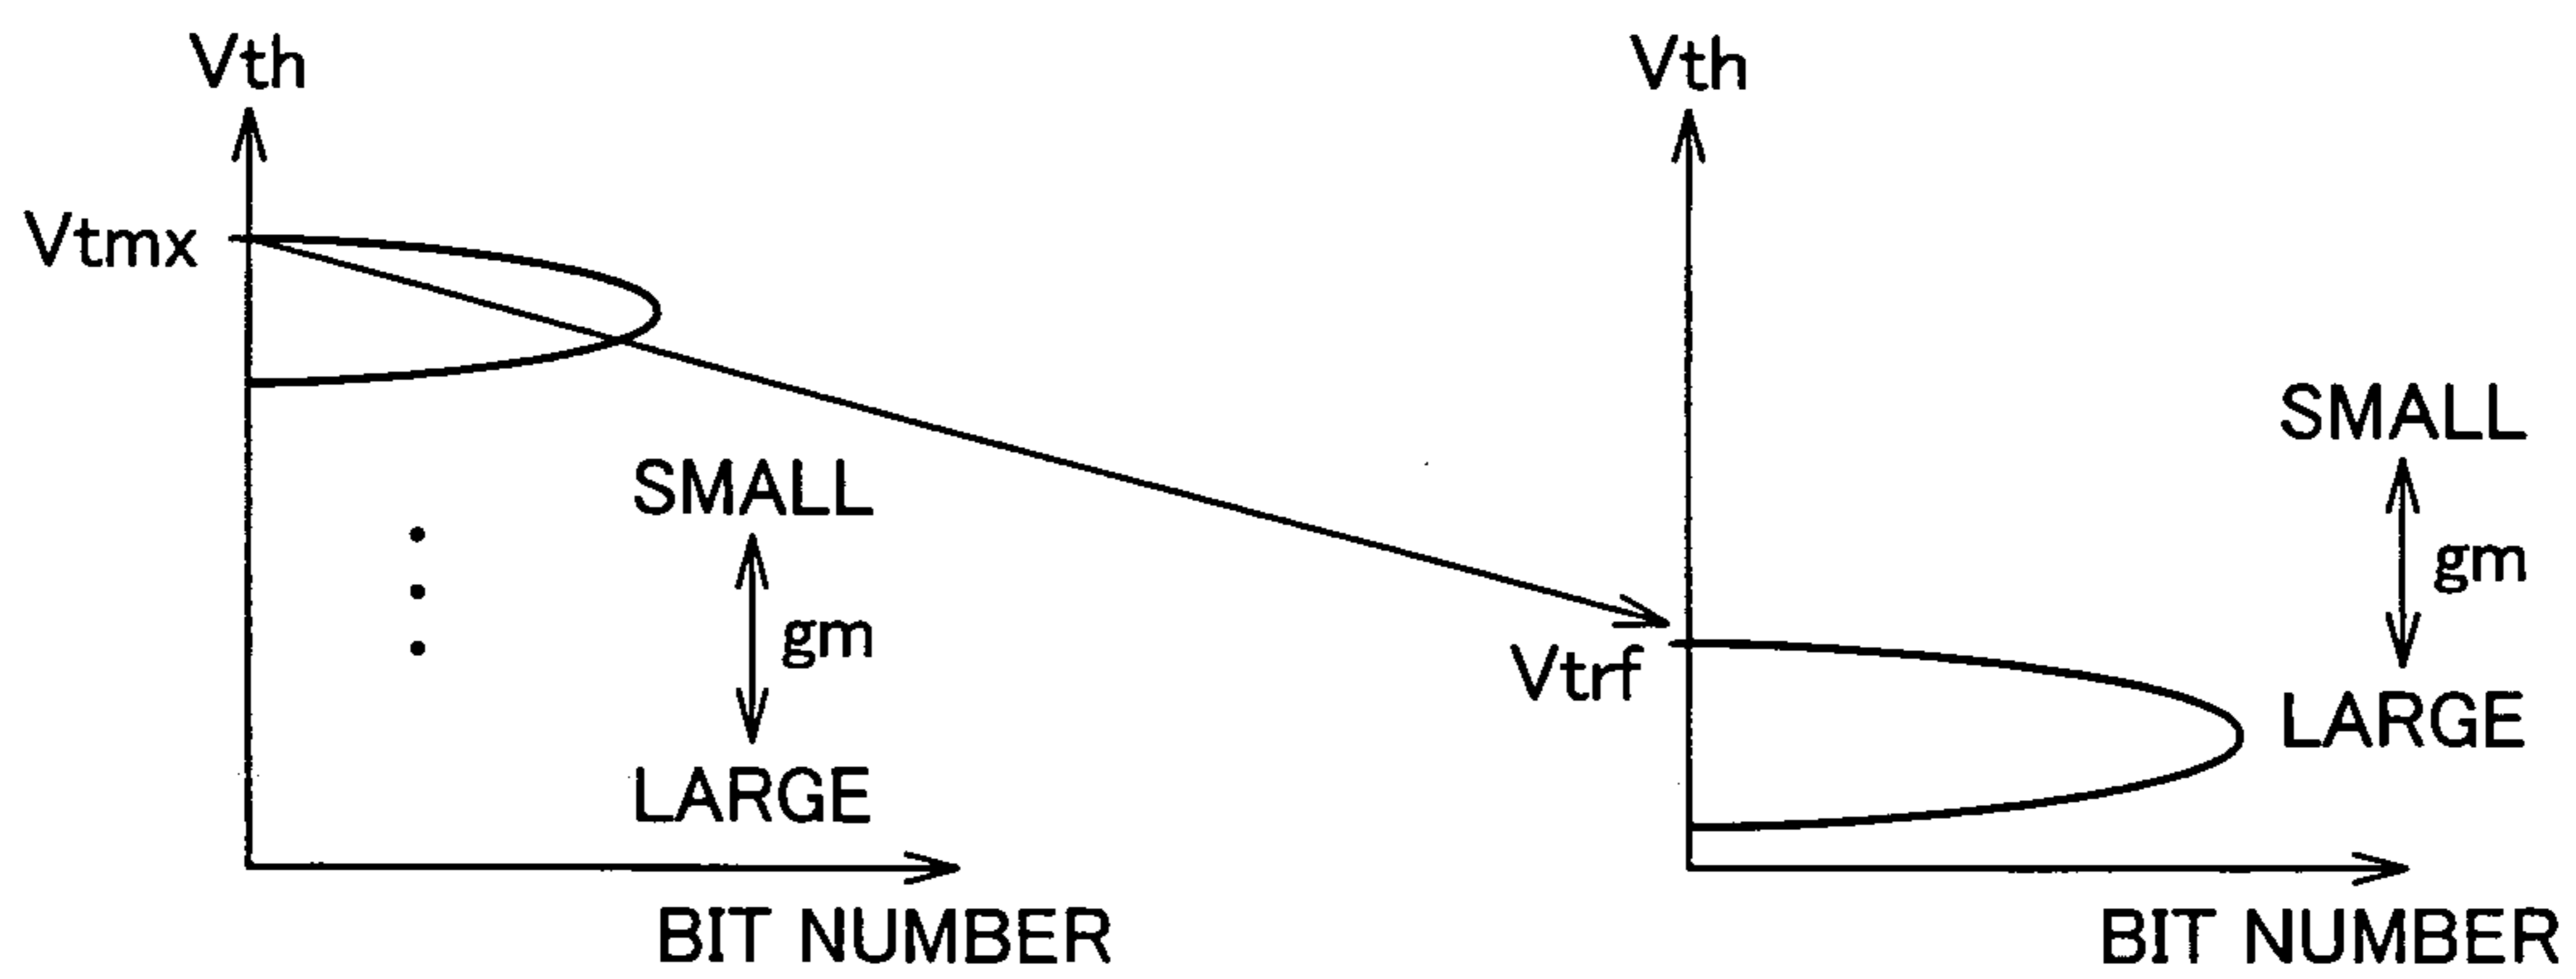 Vth
Vtmx
SMALL
gm
LARGE
BIT NUMBER
Vth
Vtrf
SMALL
gm
LARGE
BIT NUMBER